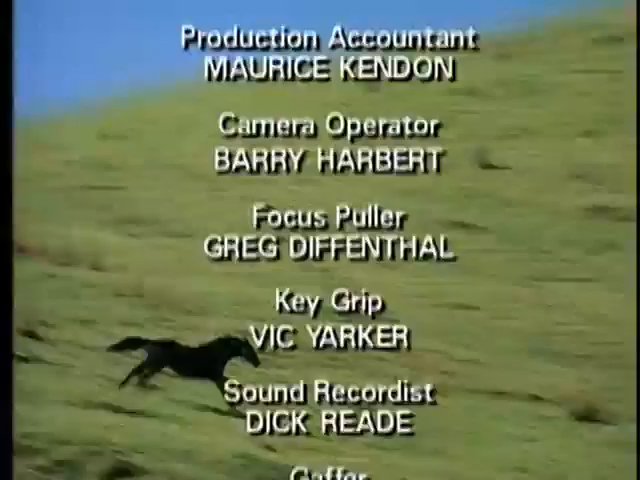 Production Accountant
MAURICE KENDON
Camera Operator
BARRY HARBERT
Focus Puller
GREG DIFFENTHAL
Key Grip
VIC YARKER
Sound Recordist
DICK READE
Gaffer